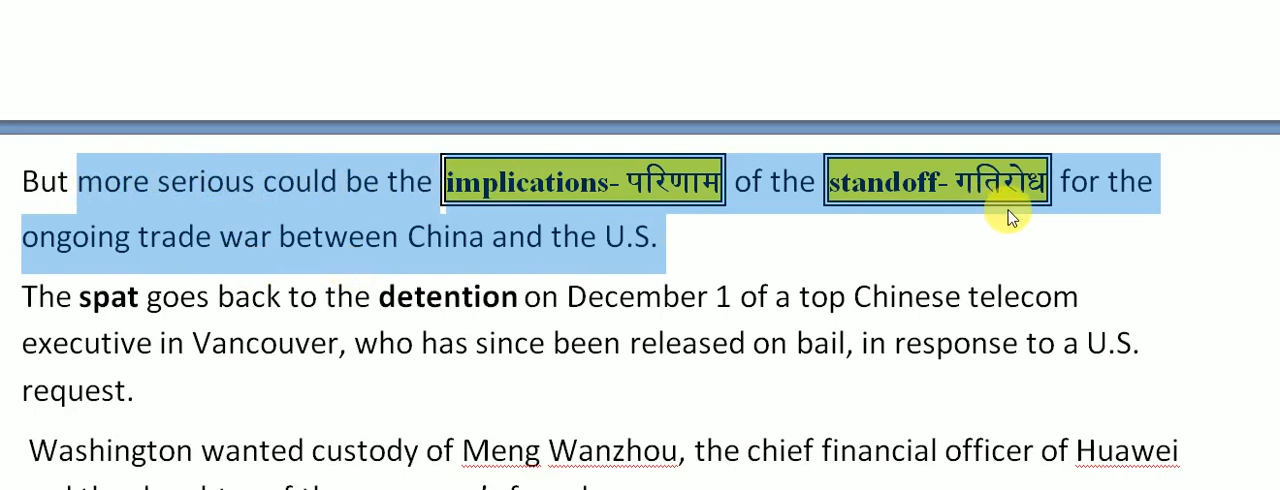 But more serious could be the implications- परिणाम of the standoff- गतिरोध for the
ongoing trade war between China and the U.S.
The spat goes back to the detention on December 1 of a top Chinese telecom
executive in Vancouver, who has since been released on bail, in response to a U.S.
request.
Washington wanted custody of Meng Wanzhou, the chief financial officer of Huawei